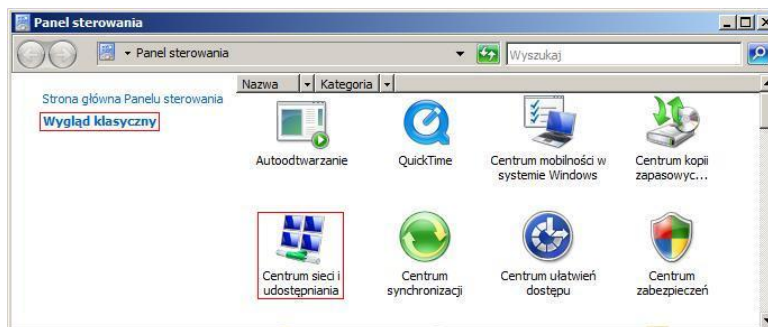 Panel sterowania
Panel sterowania
Wyszukaj
Nazwa Kategoria
Strona główna Panelu sterowania
Wygląd klasyczny
Autoodtwarzanie
QuickTime
Centrum mobilności w
systemie Windows
Centrum kopii
zapasowyc...
Centrum sieci i
udostępniania
Centrum
synchronizacji
Centrum ułatwień
dostępu
Centrum
zabezpieczeń